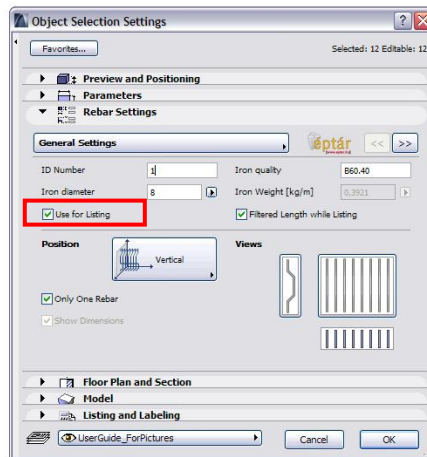 Object Selection Settings
Favorites...
Selected: 12 Editable: 12
Preview and Positioning
Parameters
Rebar Settings
General Settings
éptár
<< >>
ID Number 1 Iron quality B60.40
Iron diameter 8 Iron Weight [kg/m] 0.3921
Use for Listing Filtered Length while Listing
Position Views
Vertical
Only One Rebar
Show Dimensions
Floor Plan and Section
Model
Listing and Labeling
UserGuide_ForPictures Cancel OK